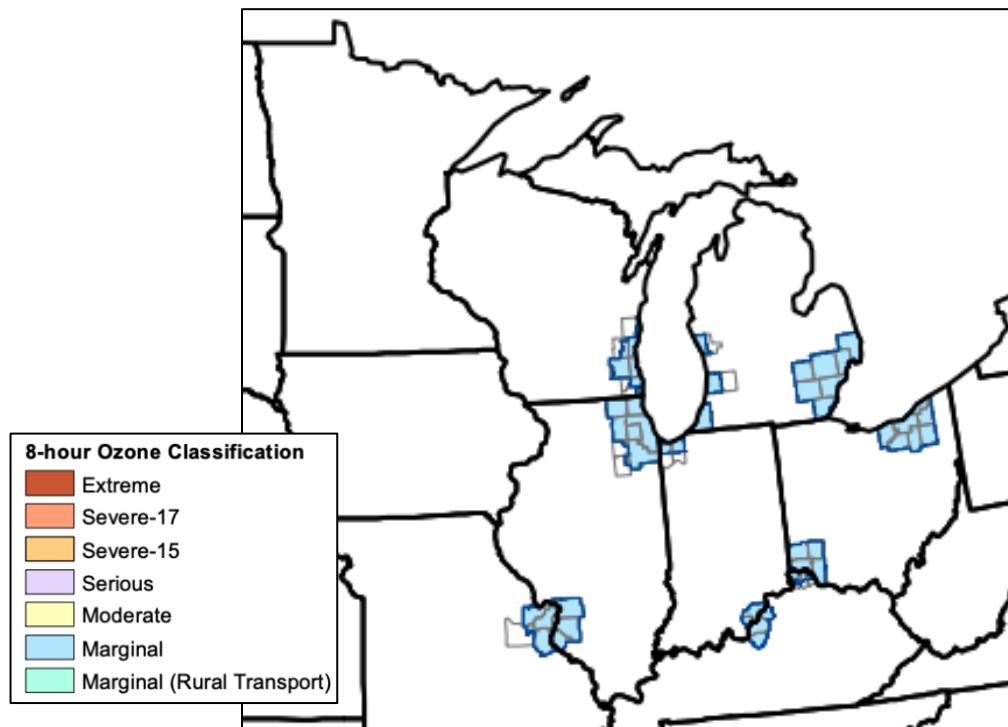 8-hour Ozone Classification
Extreme
Severe-17
Severe-15
Serious
Moderate
Marginal
Marginal (Rural Transport)